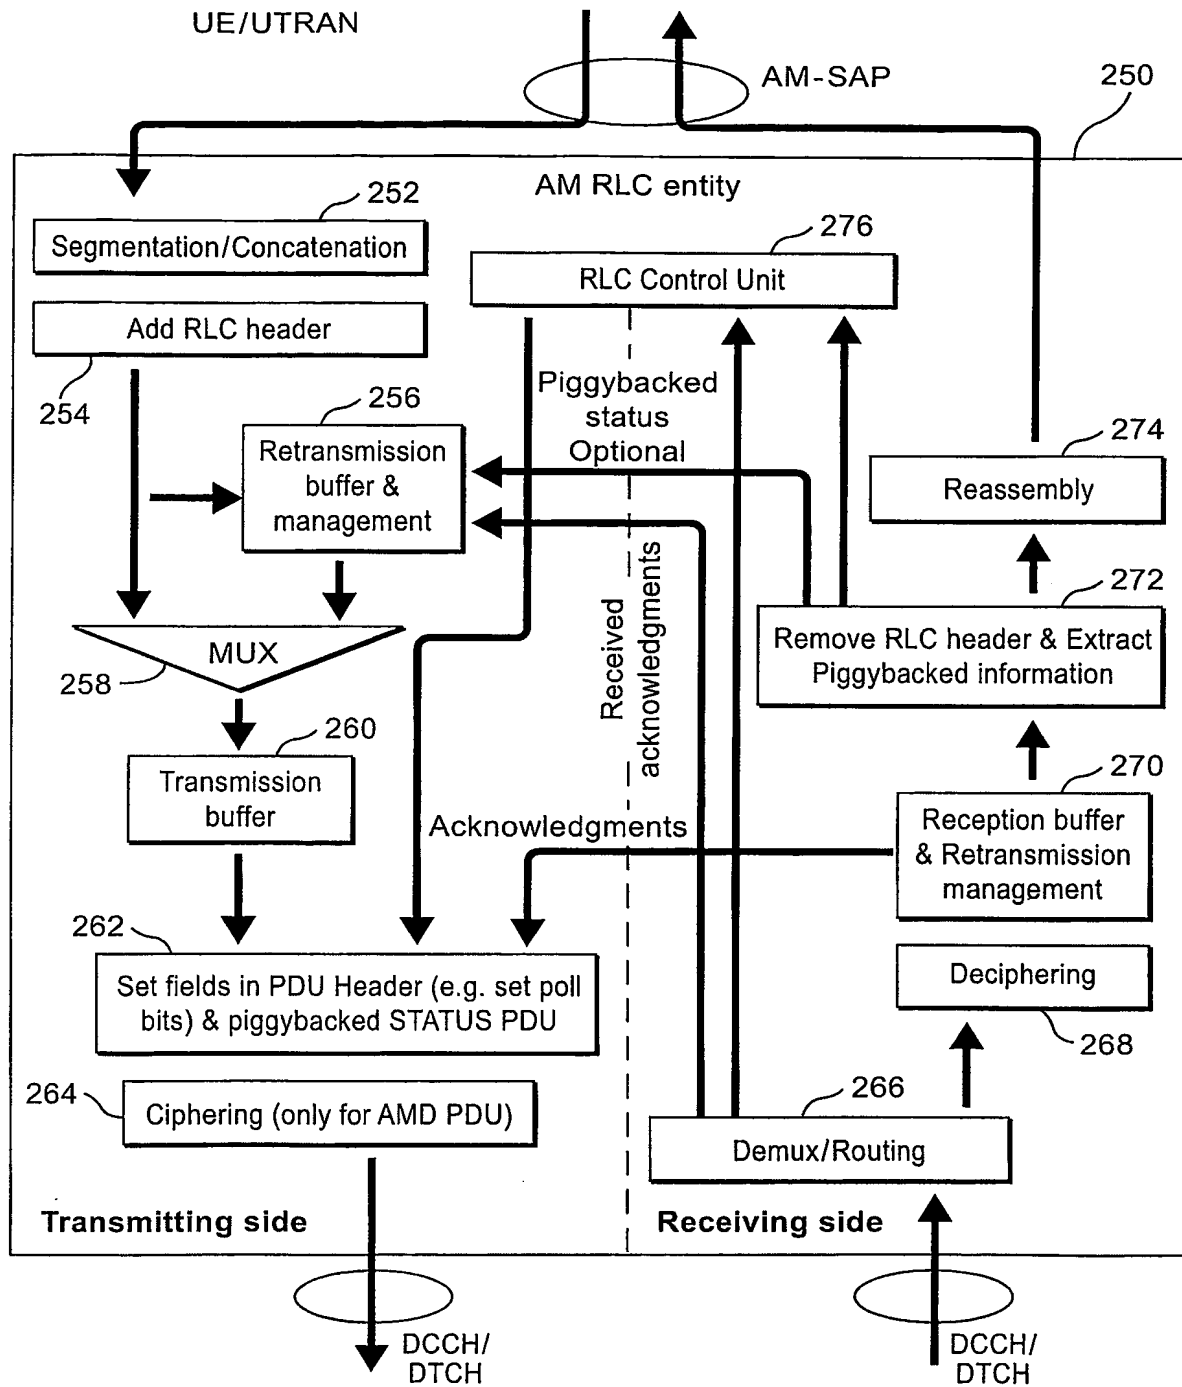 UE/UTRAN
AM-SAP
250
AM RLC entity
252
Segmentation/Concatenation
276
RLC Control Unit
Add RLC header
254
256
Piggybacked
status
Optional
Retransmission
buffer &
management
274
Reassembly
Received
acknowledgments
272
Remove RLC header & Extract
Piggybacked information
MUX
258
260
Transmission
buffer
270
Reception buffer
& Retransmission
management
Acknowledgments
262
Set fields in PDU Header (e.g. set poll
bits) & piggybacked STATUS PDU
Deciphering
268
264
Ciphering (only for AMD PDU)
266
Demux/Routing
Transmitting side
Receiving side
DCCH/
DTCH
DCCH/
DTCH